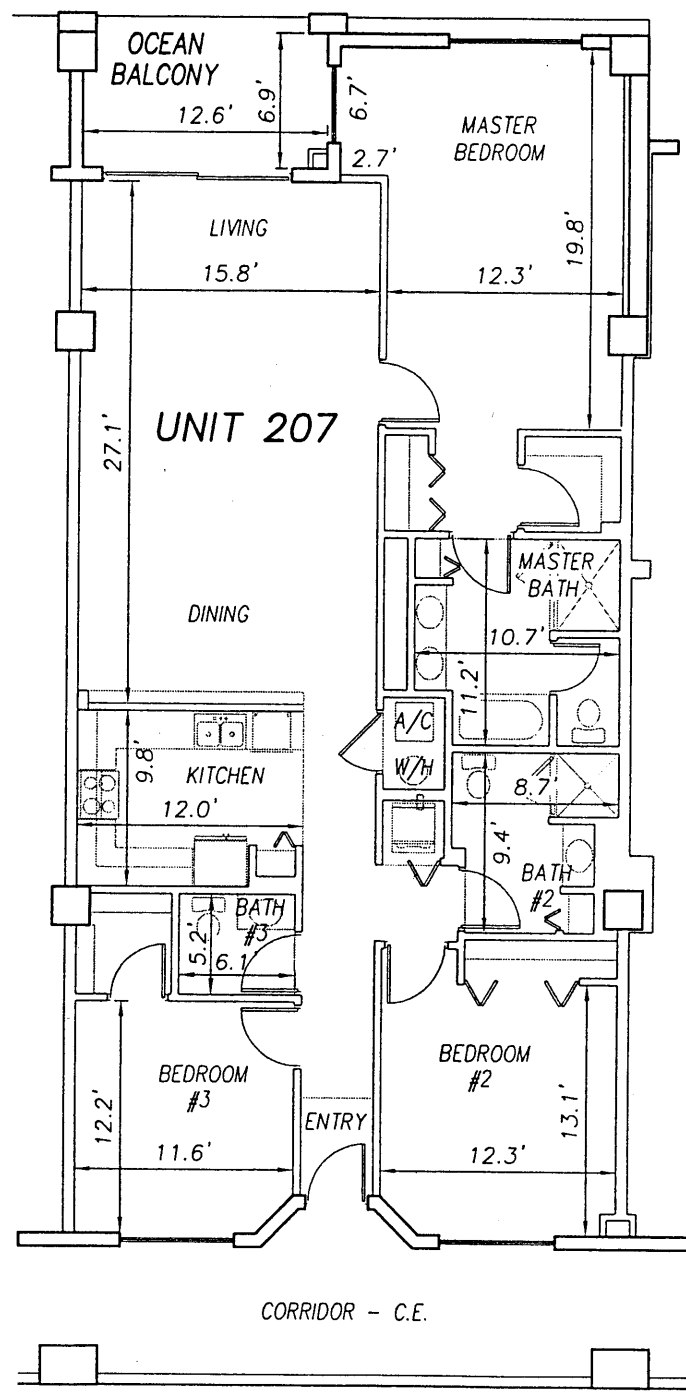 OCEAN
BALCONY
12.6'
6.9'
6.7'
2.7'
MASTER
BEDROOM
19.8'
LIVING
15.8'
12.3'
27.1'
UNIT 207
DINING
MASTER
BATH
10.7'
11.2'
A/C
W/H
9.8'
KITCHEN
12.0'
8.7'
9.4'
BATH
#2
BATH
#3
5.2'
6.1'
BEDROOM
#3
12.2'
11.6'
ENTRY
BEDROOM
#2
13.1'
12.3'
CORRIDOR - C.E.